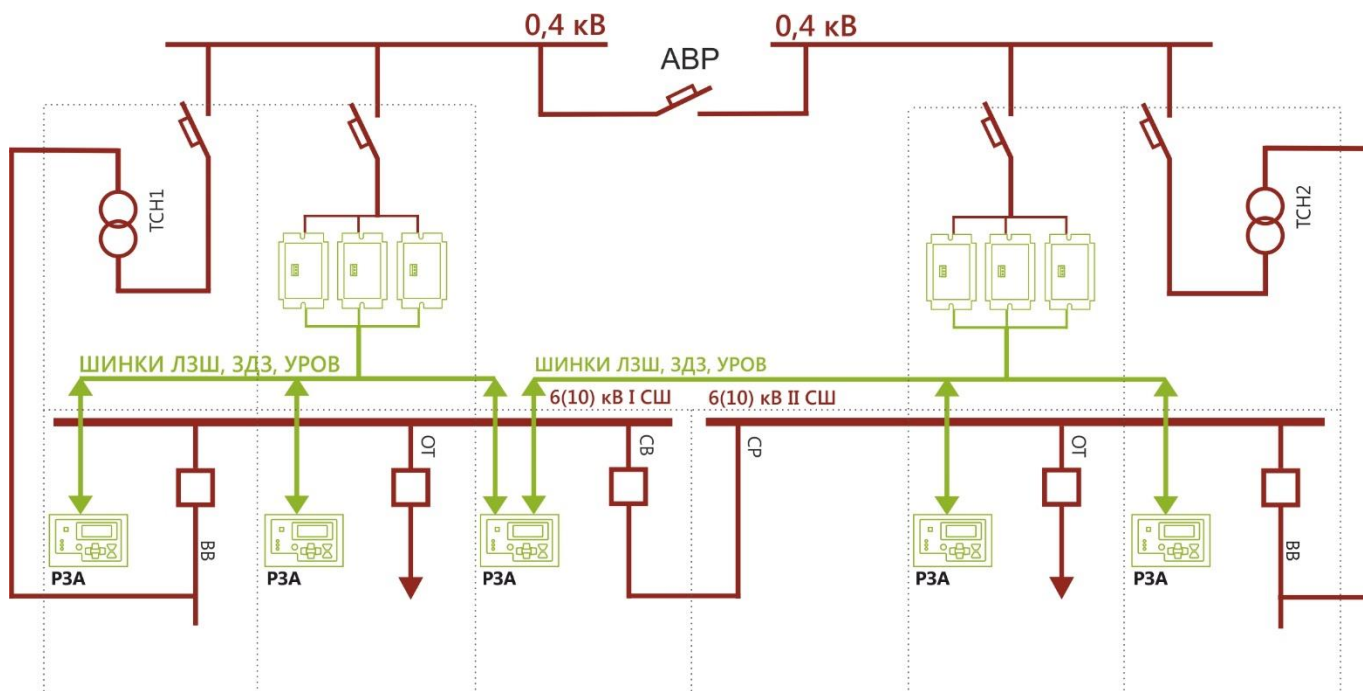 0,4 кВ
0,4 кВ
АВР
ТСН1
ТСН2
ШИНКИ ЛЗШ, ЗДЗ, УРОВ
ШИНКИ ЛЗШ, ЗДЗ, УРОВ
6(10) кВ I СШ
6(10) кВ II СШ
ВВ
ОТ
СВ
СР
ОТ
ВВ
РЗА
РЗА
РЗА
РЗА
РЗА